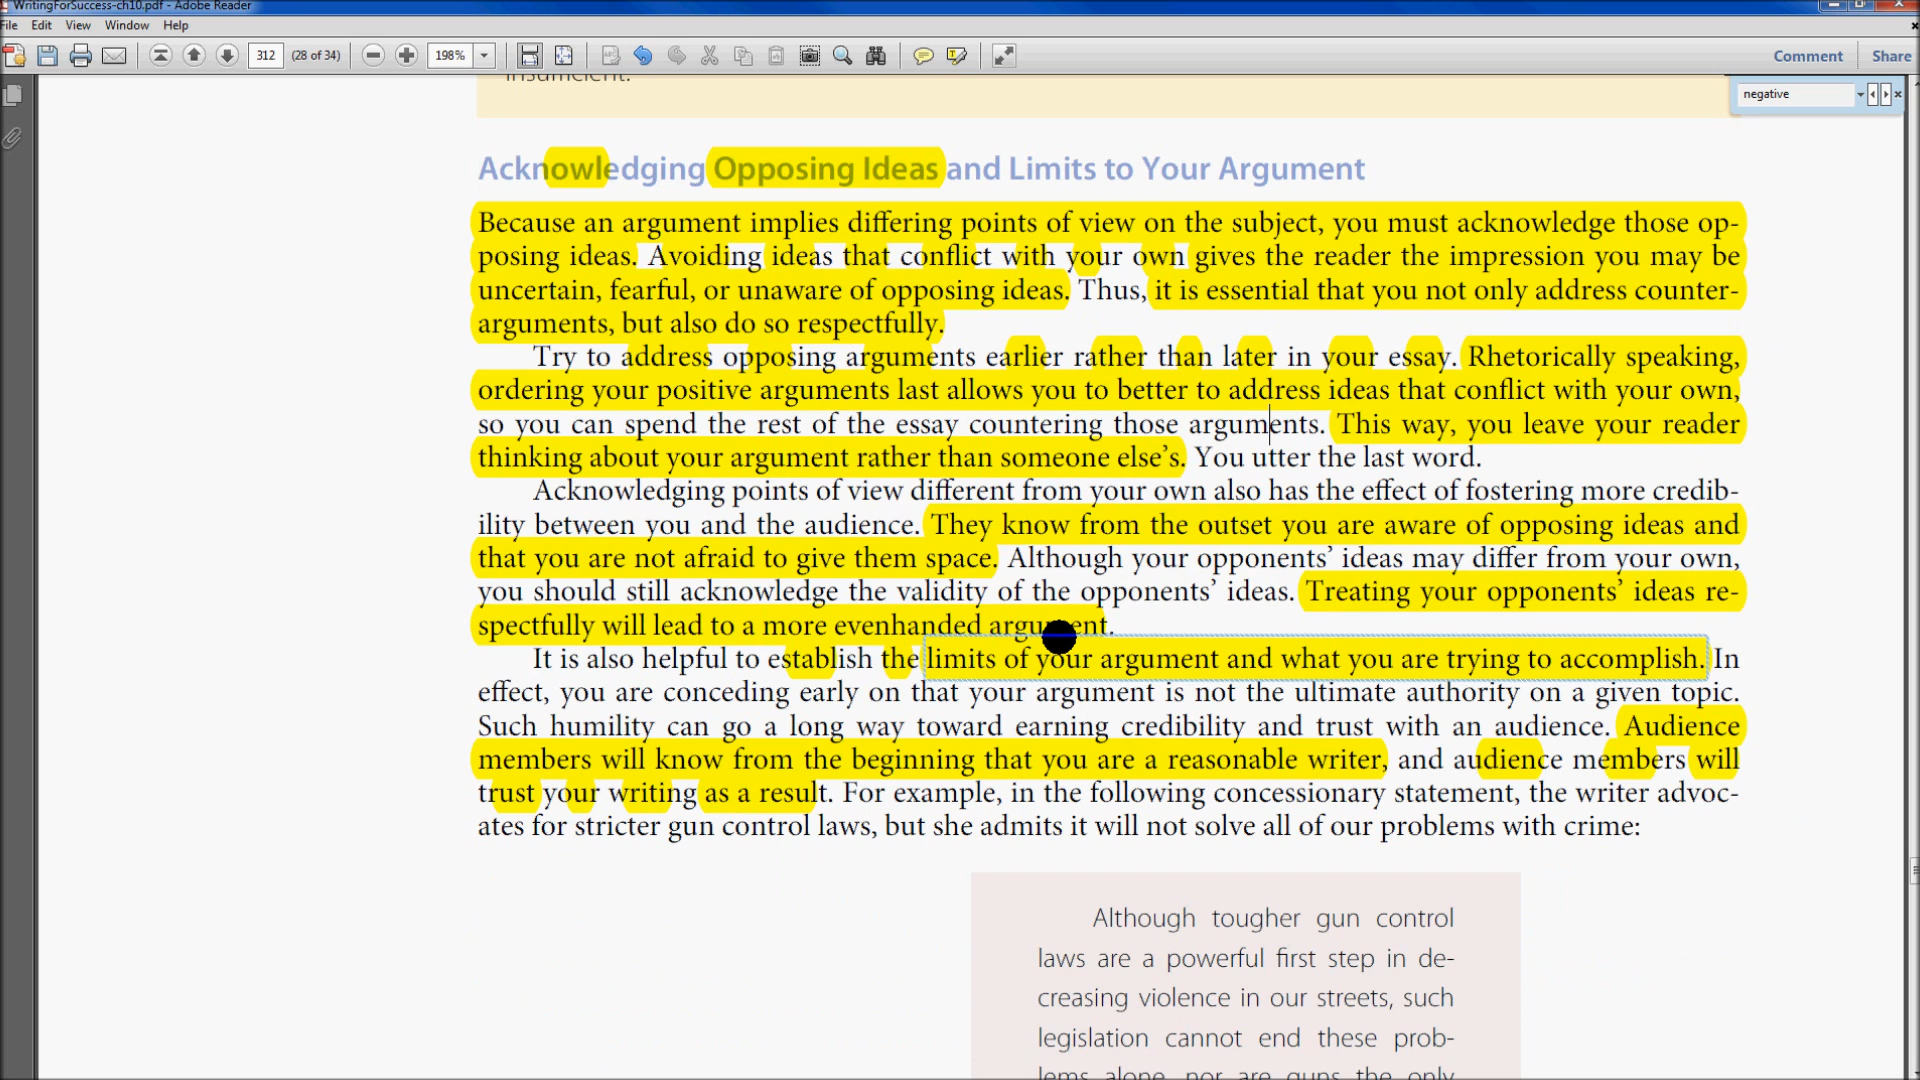 WritingForSuccess-ch10.pdf - Adobe Reader
File Edit View Window Help
312 (28 of 34) 198% Comment Share
insufficient.
negative
Acknowledging Opposing Ideas and Limits to Your Argument
Because an argument implies differing points of view on the subject, you must acknowledge those op-
posing ideas. Avoiding ideas that conflict with your own gives the reader the impression you may be
uncertain, fearful, or unaware of opposing ideas. Thus, it is essential that you not only address counter-
arguments, but also do so respectfully.
Try to address opposing arguments earlier rather than later in your essay. Rhetorically speaking,
ordering your positive arguments last allows you to better to address ideas that conflict with your own,
so you can spend the rest of the essay countering those arguments. This way, you leave your reader
thinking about your argument rather than someone else's. You utter the last word.
Acknowledging points of view different from your own also has the effect of fostering more credib-
ility between you and the audience. They know from the outset you are aware of opposing ideas and
that you are not afraid to give them space. Although your opponents' ideas may differ from your own,
you should still acknowledge the validity of the opponents' ideas. Treating your opponents' ideas re-
spectfully will lead to a more evenhanded argument.
It is also helpful to establish the limits of your argument and what you are trying to accomplish. In
effect, you are conceding early on that your argument is not the ultimate authority on a given topic.
Such humility can go a long way toward earning credibility and trust with an audience. Audience
members will know from the beginning that you are a reasonable writer, and audience members will
trust your writing as a result. For example, in the following concessionary statement, the writer advoc-
ates for stricter gun control laws, but she admits it will not solve all of our problems with crime:
Although tougher gun control
laws are a powerful first step in de-
creasing violence in our streets, such
legislation cannot end these prob-
lems alone, nor are guns the only